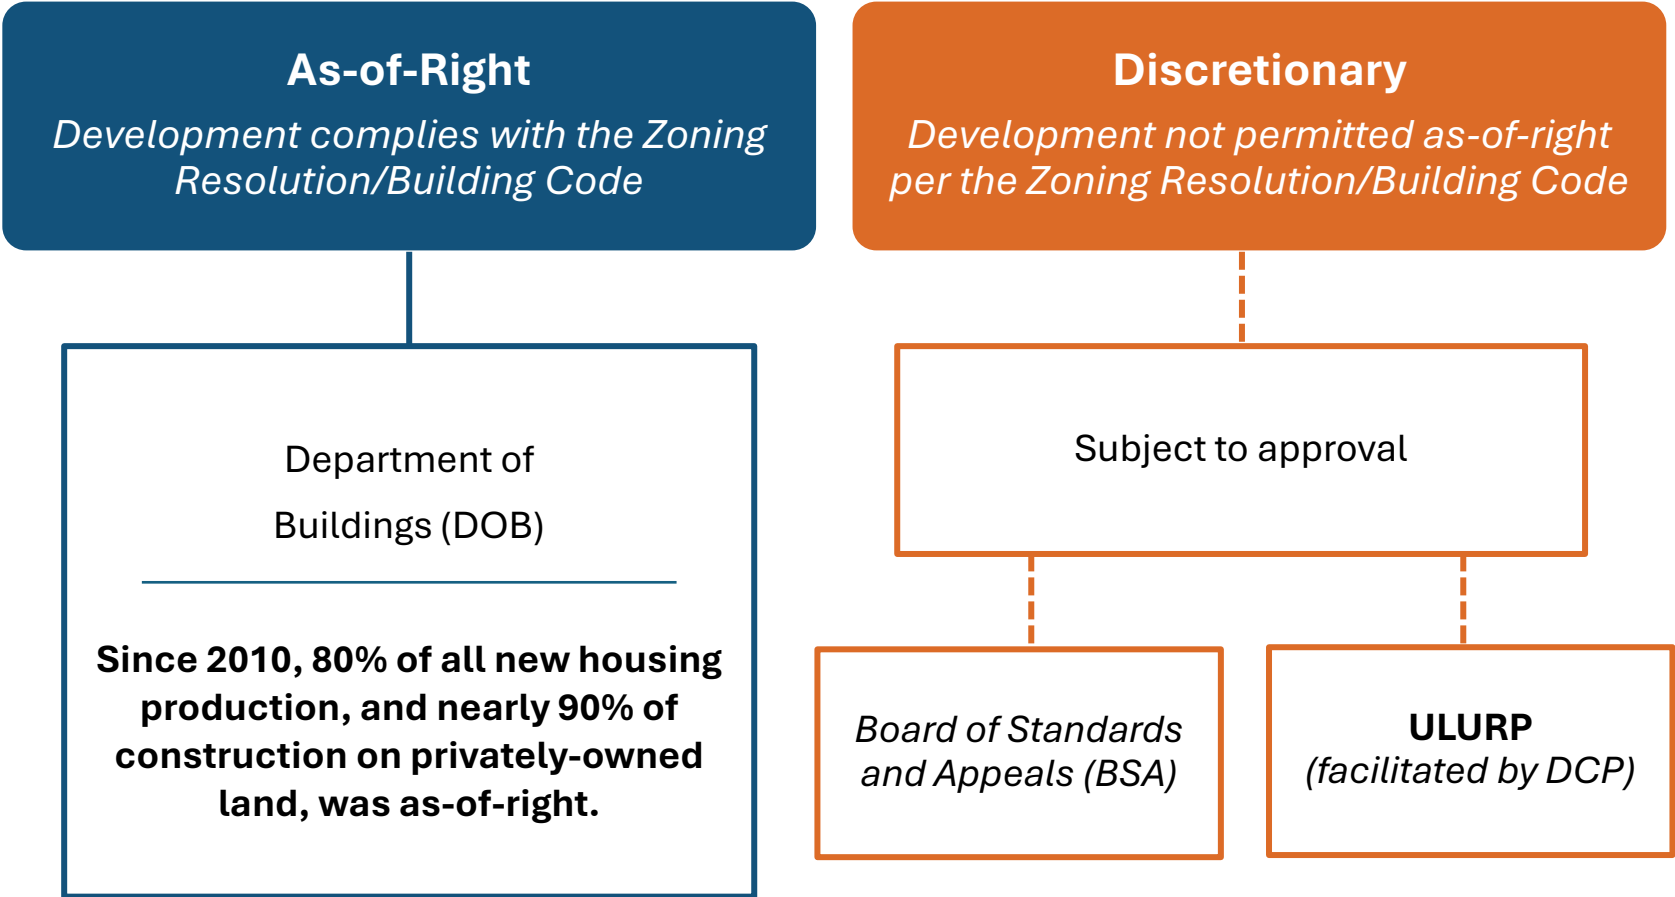 As-of-Right
Development complies with the Zoning
Resolution/Building Code
Department of
Buildings (DOB)
Since 2010, 80% of all new housing
production, and nearly 90% of
construction on privately-owned
land, was as-of-right.
Discretionary
Development not permitted as-of-right
per the Zoning Resolution/Building Code
Subject to approval
Board of Standards
and Appeals (BSA)
ULURP
(facilitated by DCP)